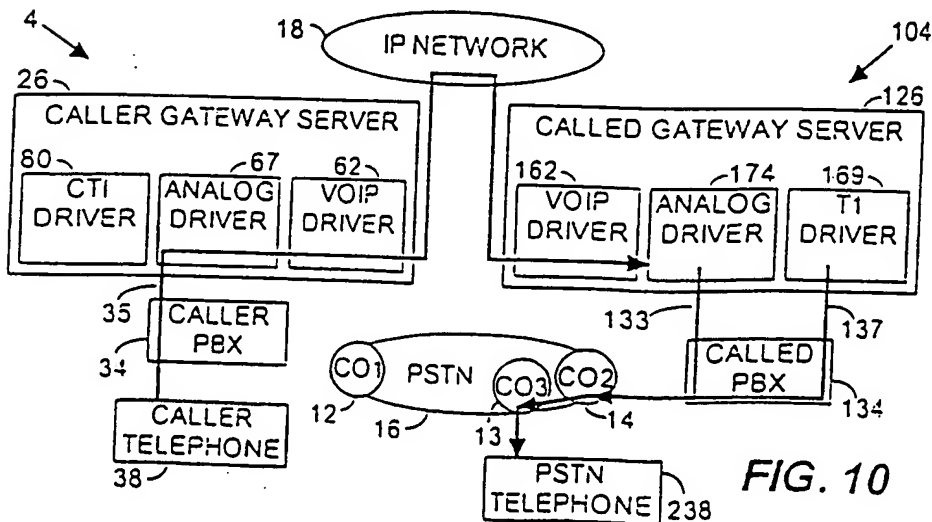 4
18
IP NETWORK
104
26
126
CALLER GATEWAY SERVER
CALLED GATEWAY SERVER
80
67
62
162
174
169
CTI
DRIVER
ANALOG
DRIVER
VOIP
DRIVER
VOIP
DRIVER
ANALOG
DRIVER
T1
DRIVER
35
133
137
CALLER
PBX
34
CO1
PSTN
CO3
CO2
CALLED
PBX
134
12
16
13
14
CALLER
TELEPHONE
38
PSTN
TELEPHONE
238
FIG. 10